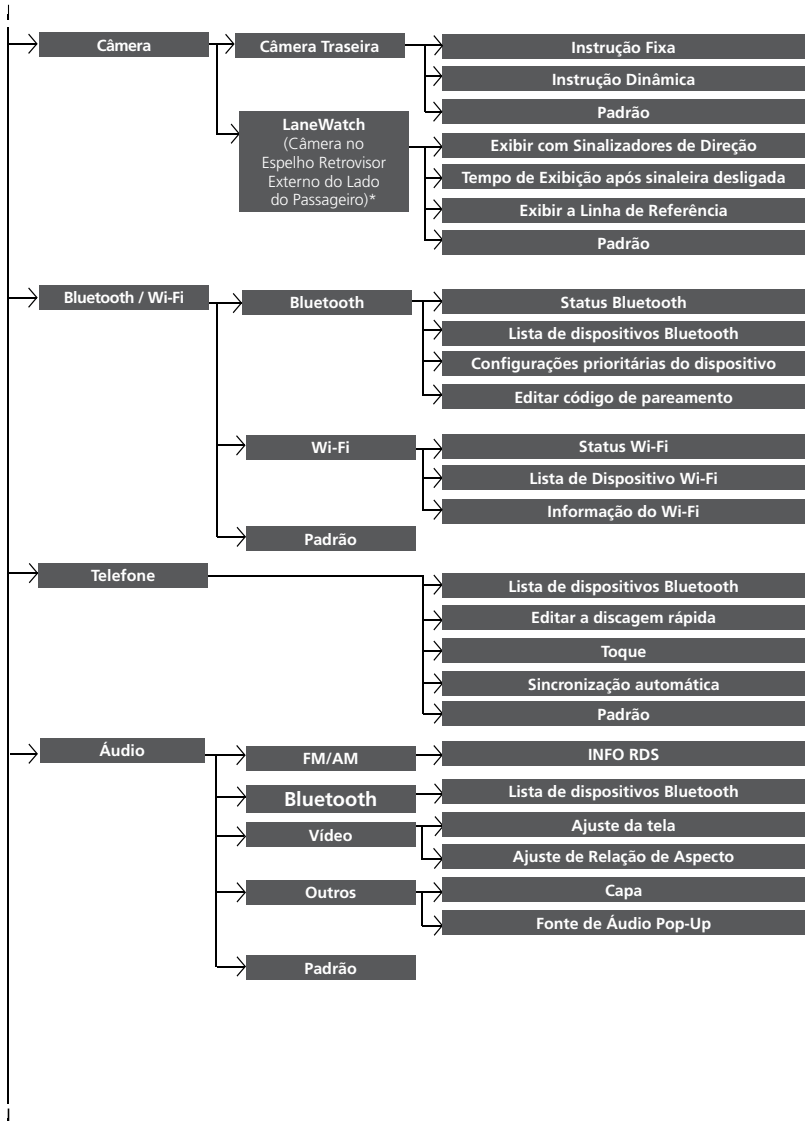 Câmera
Câmera Traseira
Instrução Fixa
Instrução Dinâmica
Padrão
LaneWatch
(Câmera no
Espelho Retrovisor
Externo do Lado
do Passageiro)*
Exibir com Sinalizadores de Direção
Tempo de Exibição após sinaleira desligada
Exibir a Linha de Referência
Padrão
Bluetooth / Wi-Fi
Bluetooth
Status Bluetooth
Lista de dispositivos Bluetooth
Configurações prioritárias do dispositivo
Editar código de pareamento
Wi-Fi
Status Wi-Fi
Lista de Dispositivo Wi-Fi
Informação do Wi-Fi
Padrão
Telefone
Lista de dispositivos Bluetooth
Editar a discagem rápida
Toque
Sincronização automática
Padrão
Áudio
FM/AM
INFO RDS
Bluetooth
Lista de dispositivos Bluetooth
Vídeo
Ajuste da tela
Ajuste de Relação de Aspecto
Outros
Capa
Fonte de Áudio Pop-Up
Padrão